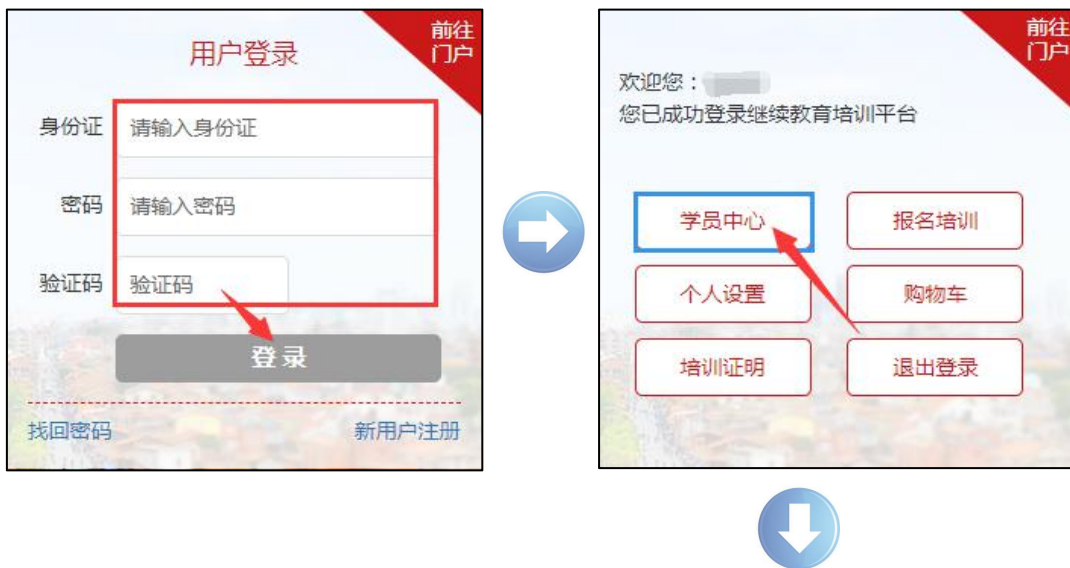 用户登录
前往
门户
身份证
请输入身份证
密码
请输入密码
验证码
验证码
登录
找回密码
新用户注册
前往
门户
欢迎您：
您已成功登录继续教育培训平台
学员中心
报名培训
个人设置
购物车
培训证明
退出登录